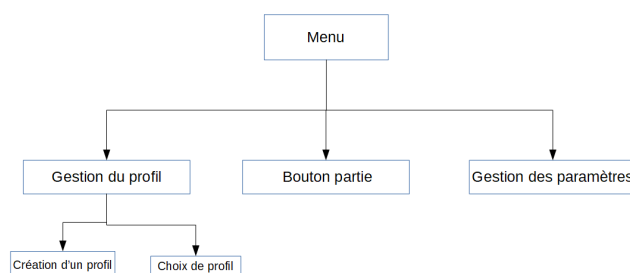 Menu
Gestion du profil
Bouton partie
Gestion des paramètres
Création d'un profil
Choix de profil